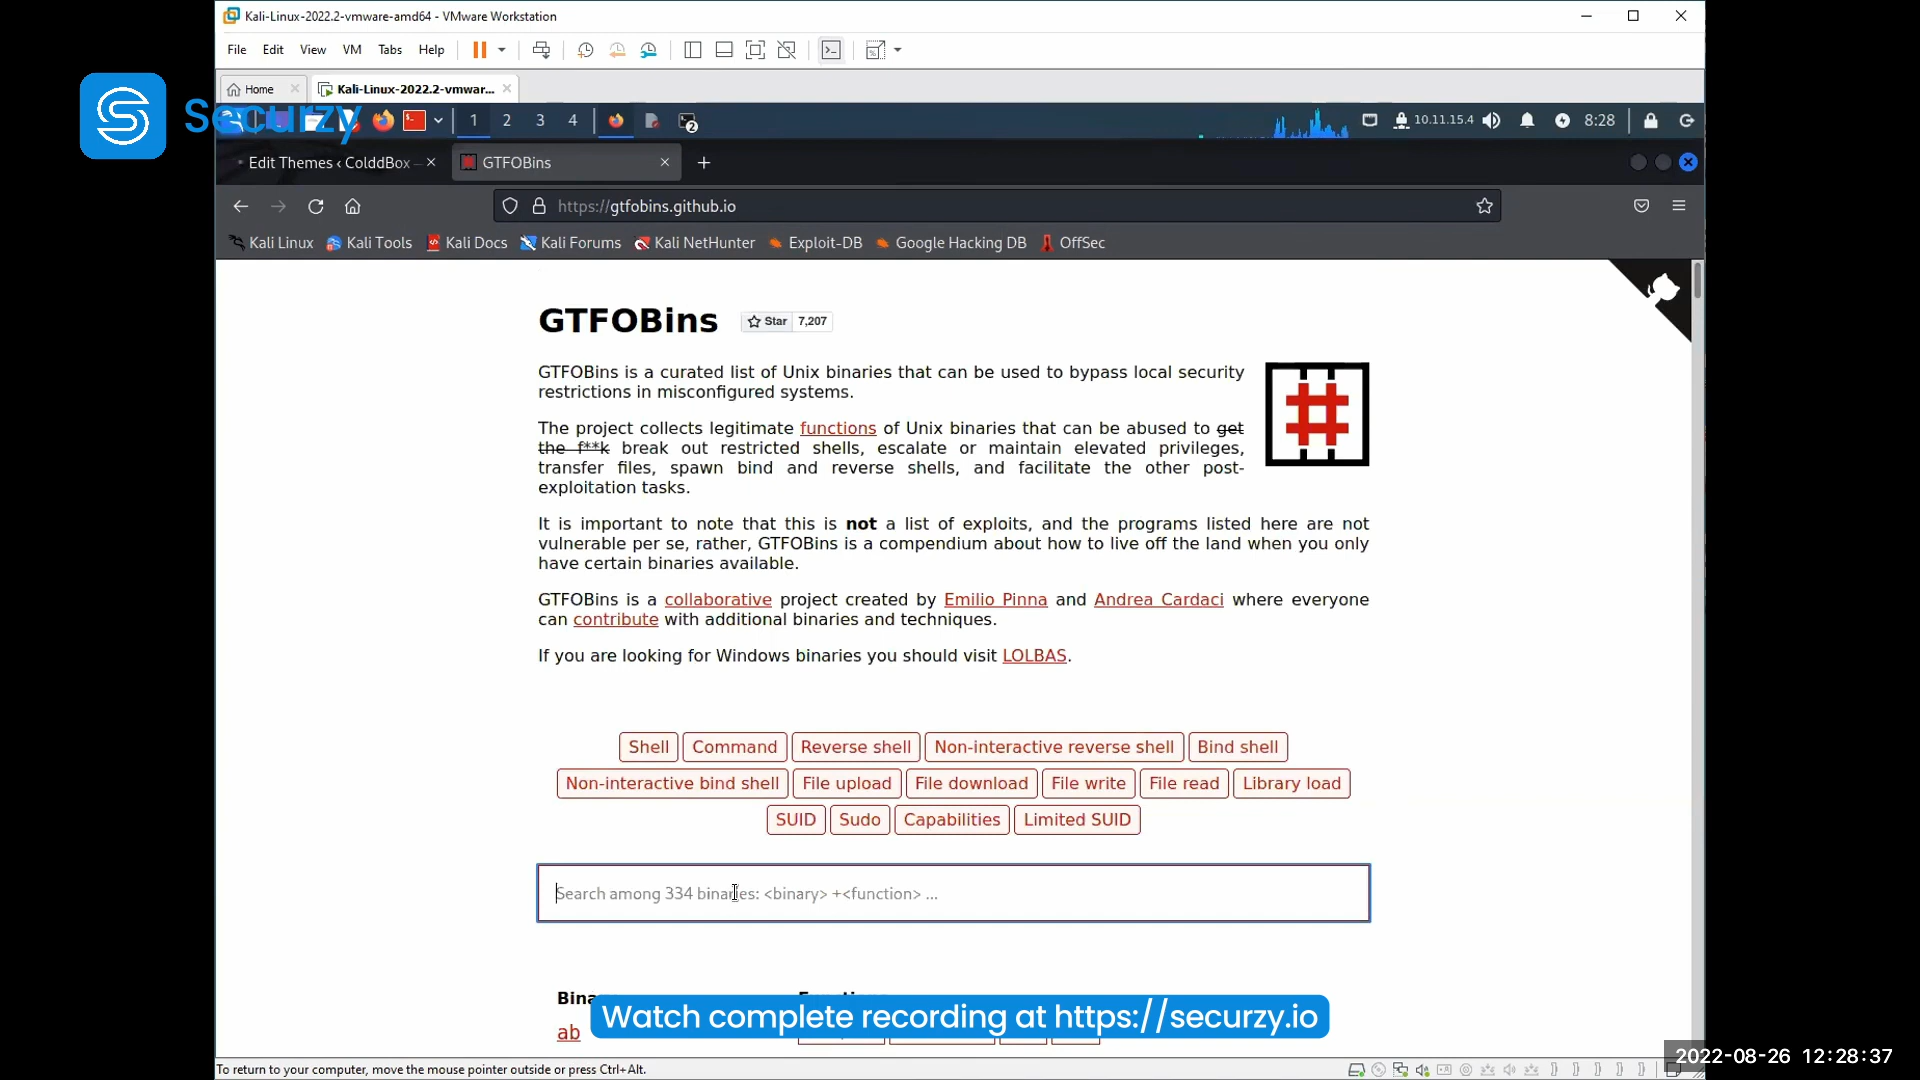 Kali-Linux-2022.2-vmware-amd64 - VMware Workstation
File Edit View VM Tabs Help
Home
Kali-Linux-2022.2-vmwar...
Securzy
1 2 3 4
2
10.11.15.4
8:28
Edit Themes ‹ ColddBox
GTFOBins
https://gtfobins.github.io
Kali Linux Kali Tools Kali Docs Kali Forums Kali NetHunter Exploit-DB Google Hacking DB OffSec
GTFOBins
Star 7,207
GTFOBins is a curated list of Unix binaries that can be used to bypass local security
restrictions in misconfigured systems.
The project collects legitimate functions of Unix binaries that can be abused to get
the f**k break out restricted shells, escalate or maintain elevated privileges,
transfer files, spawn bind and reverse shells, and facilitate the other post-
exploitation tasks.
It is important to note that this is not a list of exploits, and the programs listed here are not
vulnerable per se, rather, GTFOBins is a compendium about how to live off the land when you only
have certain binaries available.
GTFOBins is a collaborative project created by Emilio Pinna and Andrea Cardaci where everyone
can contribute with additional binaries and techniques.
If you are looking for Windows binaries you should visit LOLBAS.
Shell Command Reverse shell Non-interactive reverse shell Bind shell
Non-interactive bind shell File upload File download File write File read Library load
SUID Sudo Capabilities Limited SUID
Search among 334 binaries: <binary> +<function> ...
Watch complete recording at https://securzy.io
ab
2022-08-26 12:28:37
To return to your computer, move the mouse pointer outside or press Ctrl+Alt.